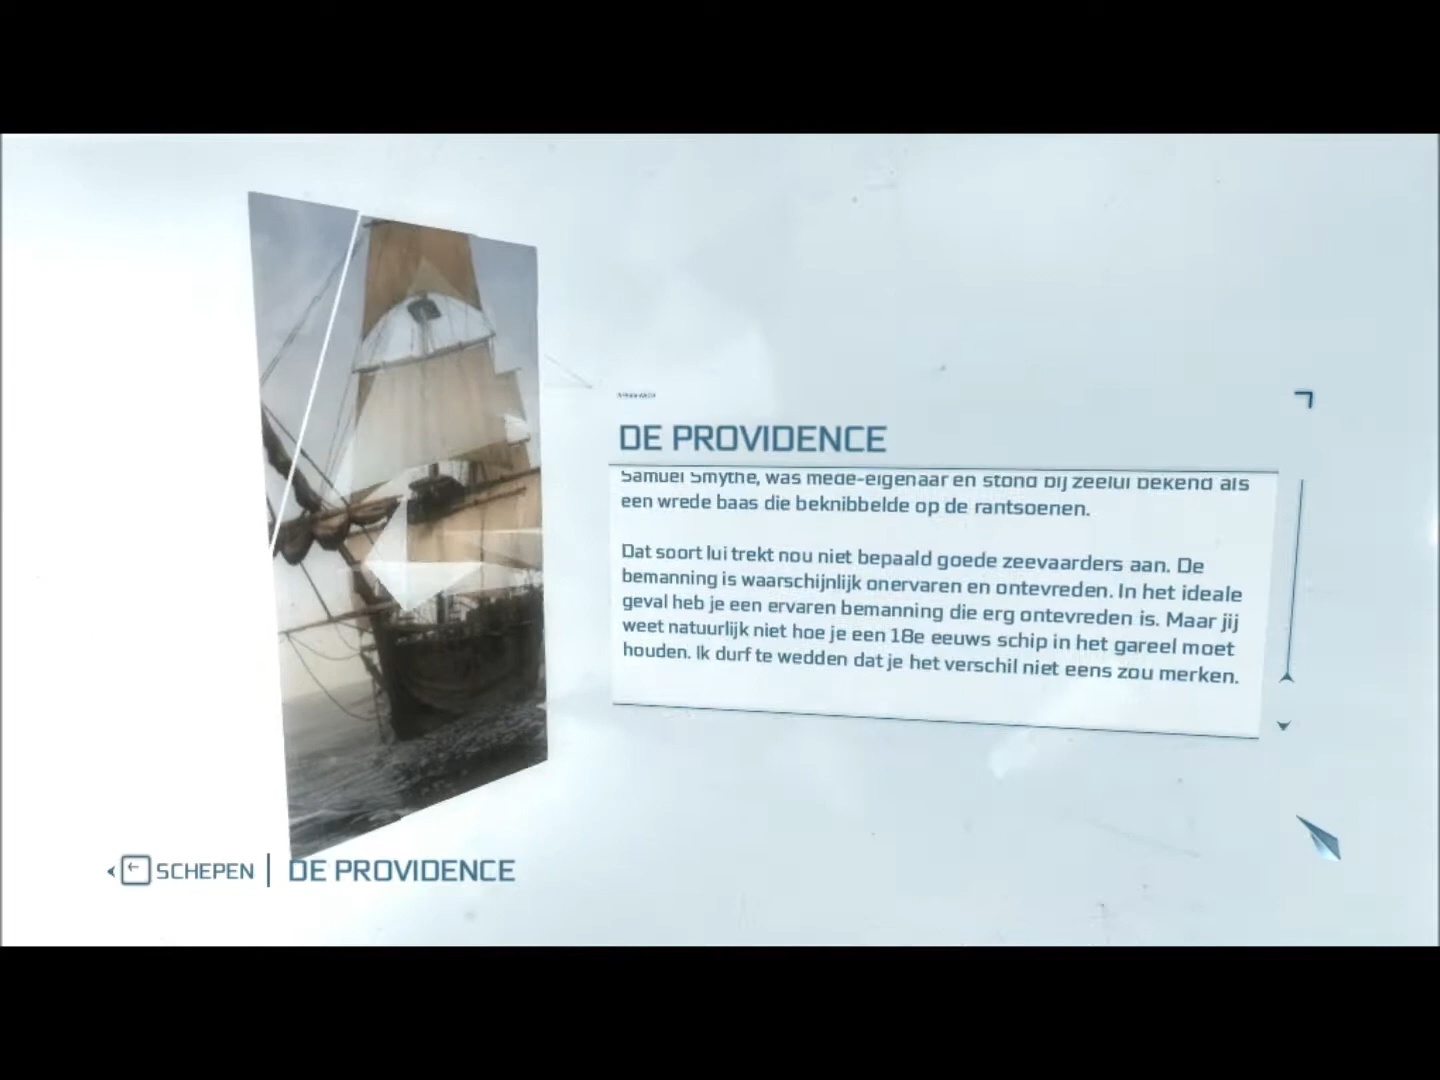 DE PROVIDENCE
Samuel Smythe, was mede-eigenaar en stond bij zeelui bekend als
een wrede baas die beknibbelde op de rantsoenen.
Dat soort lui trekt nou niet bepaald goede zeevaarders aan. De
bemanning is waarschijnlijk onervaren en ontevreden. In het ideale
geval heb je een ervaren bemanning die erg ontevreden is. Maar jij
weet natuurlijk niet hoe je een 18e eeuws schip in het gareel moet
houden. Ik durf te wedden dat je het verschil niet eens zou merken.
SCHEPEN | DE PROVIDENCE